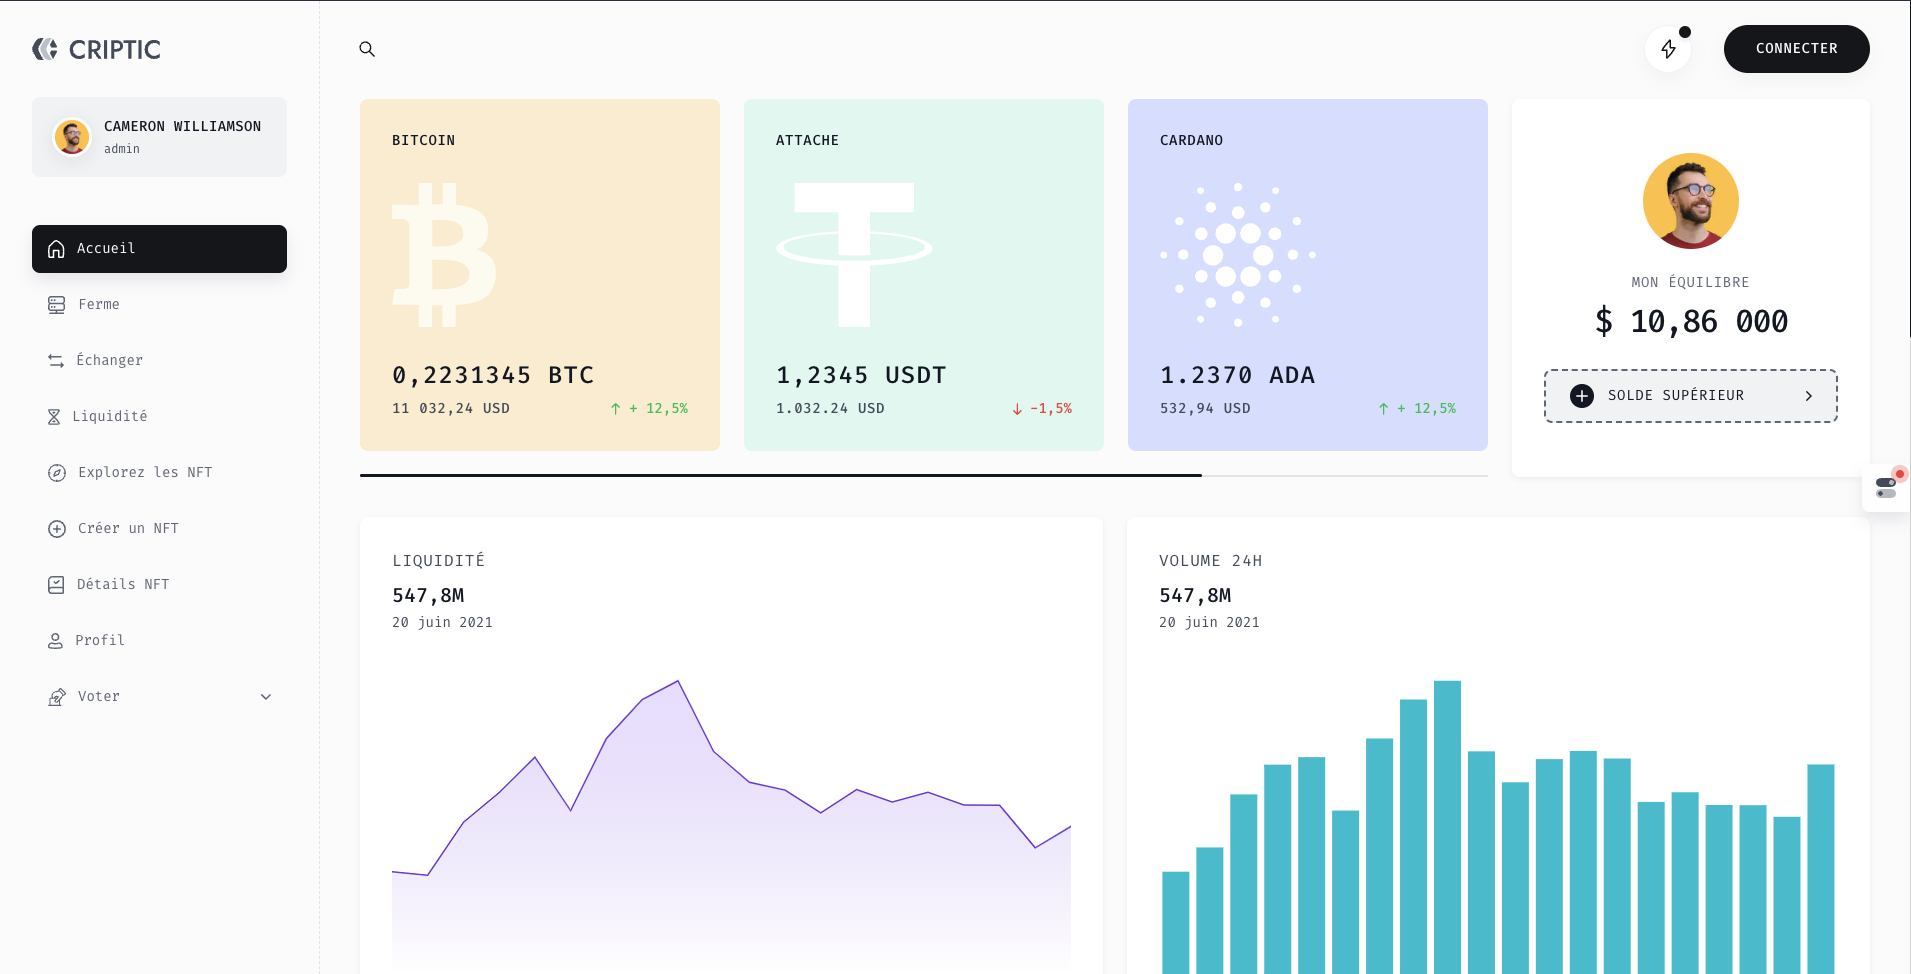 CRIPTIC
CONNECTER
CAMERON WILLIAMSON
admin
Accueil
Ferme
Échanger
Liquidité
Explorez les NFT
Créer un NFT
Détails NFT
Profil
Voter
BITCOIN
0,2231345 BTC
11 032,24 USD
↑ + 12,5%
ATTACHE
1,2345 USDT
1.032.24 USD
↓ -1,5%
CARDANO
1.2370 ADA
532,94 USD
↑ + 12,5%
MON ÉQUILIBRE
$ 10,86 000
SOLDE SUPÉRIEUR
LIQUIDITÉ
547,8M
20 juin 2021
VOLUME 24H
547,8M
20 juin 2021